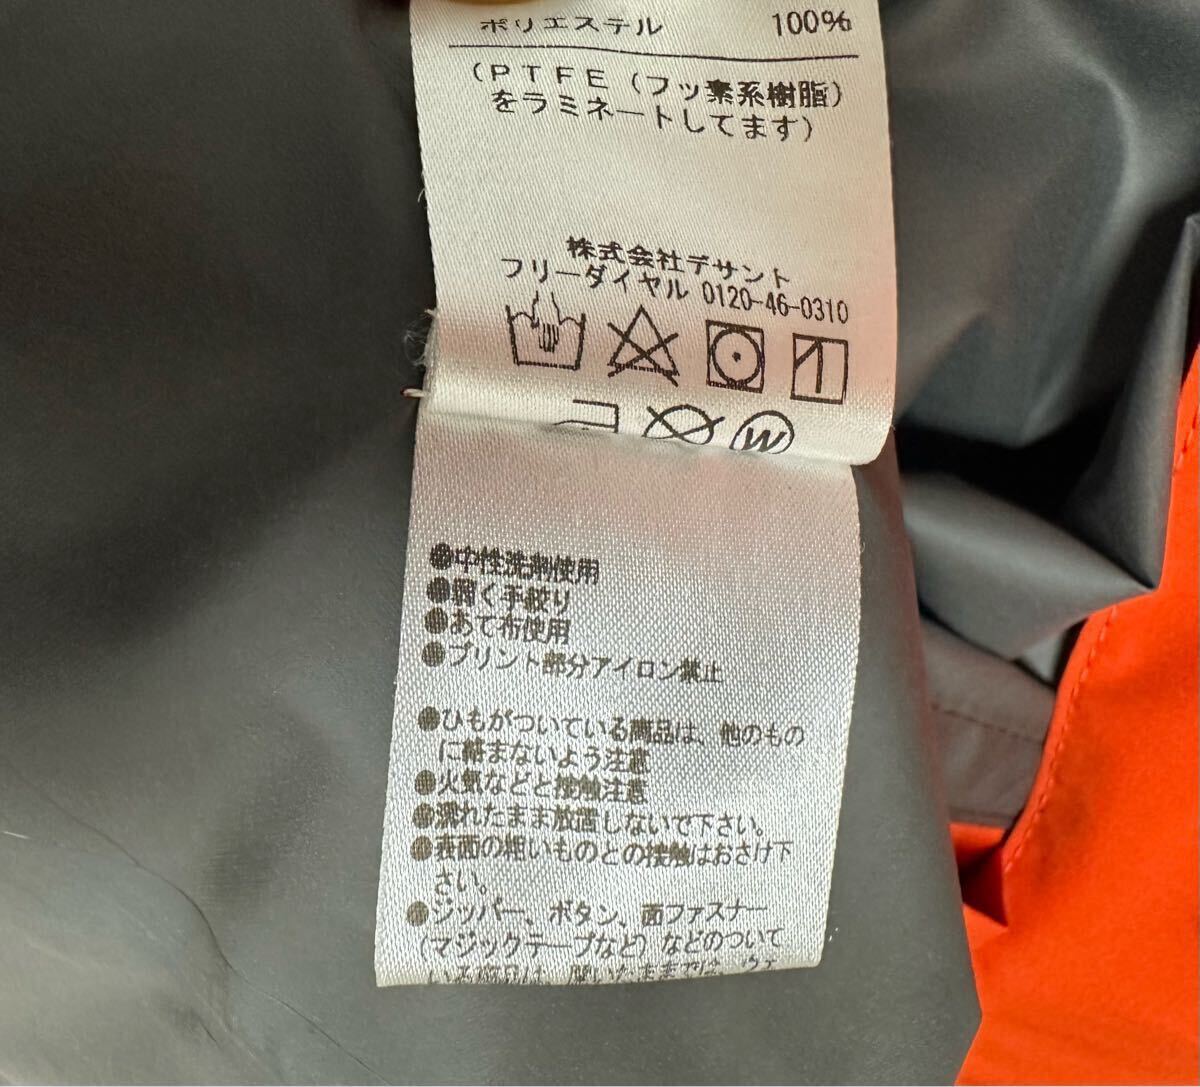 ポリエステル 100%
(PTFE(フッ素系樹脂)
をラミネートしてます)
株式会社デサント
フリーダイヤル 0120-46-0310
W
●中性洗剤使用
●弱く手絞り
●あて布使用
●プリント部分アイロン禁止
●ひもがついている商品は、他のもの
に絡まないよう注意
●火気などと接触注意
●濡れたまま放置しないで下さい。
●表面の粗いものとの接触はおさけ下
さい。
●ジッパー、ボタン、面ファスナー
(マジックテープなど)などのついて